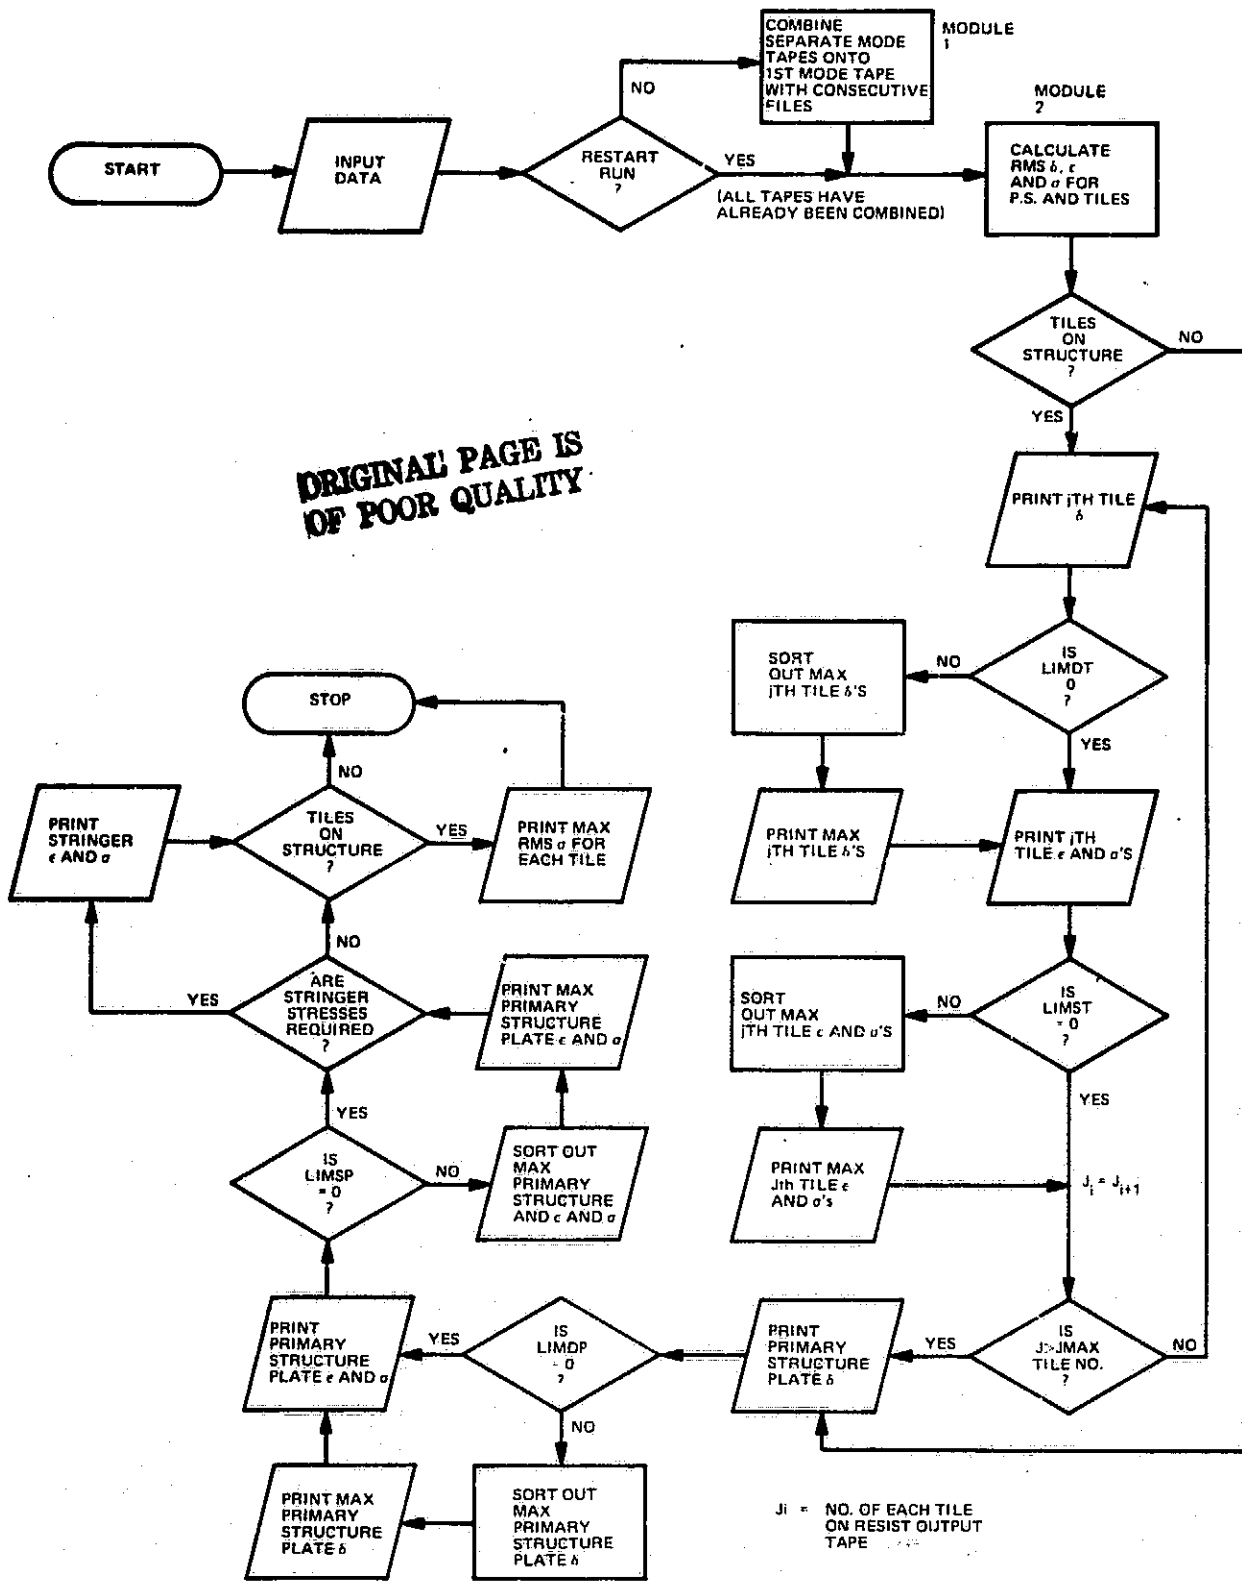 COMBINE
SEPARATE MODE
TAPES ONTO
1ST MODE TAPE
WITH CONSECUTIVE
FILES
MODULE
1
NO
MODULE
2
START
INPUT
DATA
RESTART
RUN
?
YES
(ALL TAPES HAVE
ALREADY BEEN COMBINED)
CALCULATE
RMS δ, ε
AND σ FOR
P.S. AND TILES
TILES
ON
STRUCTURE
?
NO
YES
ORIGINAL PAGE IS
OF POOR QUALITY
PRINT jTH TILE
δ
IS
LIMDT
0
?
NO
YES
SORT
OUT MAX
jTH TILE δ'S
PRINT MAX
jTH TILE δ'S
PRINT jTH
TILE ε AND σ'S
IS
LIMST
= 0
?
NO
YES
SORT
OUT MAX
jTH TILE ε AND σ'S
PRINT MAX
Jth TILE ε
AND σ's
J_i = J_i+1
IS
J>JMAX
TILE NO.
?
NO
YES
PRINT
PRIMARY
STRUCTURE
PLATE δ
IS
LIMDP
= 0
?
YES
NO
SORT OUT
MAX
PRIMARY
STRUCTURE
PLATE δ
PRINT MAX
PRIMARY
STRUCTURE
PLATE δ
PRINT
PRIMARY
STRUCTURE
PLATE ε AND σ
IS
LIMSP
= 0
?
NO
YES
SORT OUT
MAX
PRIMARY
STRUCTURE
AND ε AND σ
PRINT MAX
PRIMARY
STRUCTURE
PLATE ε AND σ
ARE
STRINGER
STRESSES
REQUIRED
?
YES
NO
PRINT
STRINGER
ε AND σ
TILES
ON
STRUCTURE
?
YES
NO
PRINT MAX
RMS σ FOR
EACH TILE
STOP
Ji = NO. OF EACH TILE
ON RESIST OUTPUT
TAPE